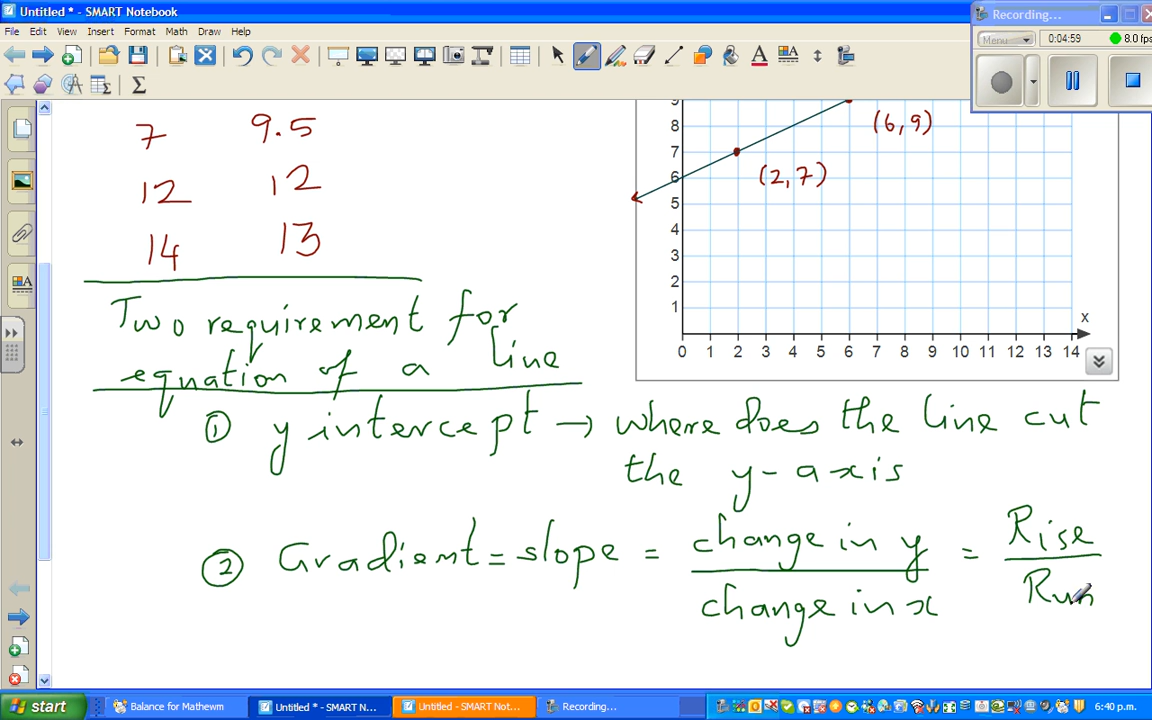 Untitled * - SMART Notebook
File Edit View Insert Format Math Draw Help
Recording...
Menu 0:04:59 8.0 fps
7 9.5
12 12
14 13
9
8
7
6
5
4
3
2
1
(6,9)
(2,7)
x
0 1 2 3 4 5 6 7 8 9 10 11 12 13 14
Two requirement for
equation of a line
① y intercept → where does the line cut
the y-axis
② Gradient = slope = change in y / change in x = Rise / Run
start Balance for Mathewm Untitled * - SMART N... Untitled - SMART Not... Recording... 6:40 p.m.